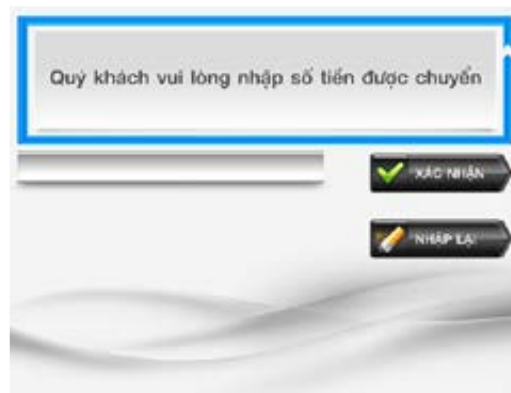 Quý khách vui lòng nhập số tiền được chuyển
XÁC NHẬN
NHẬP LẠI